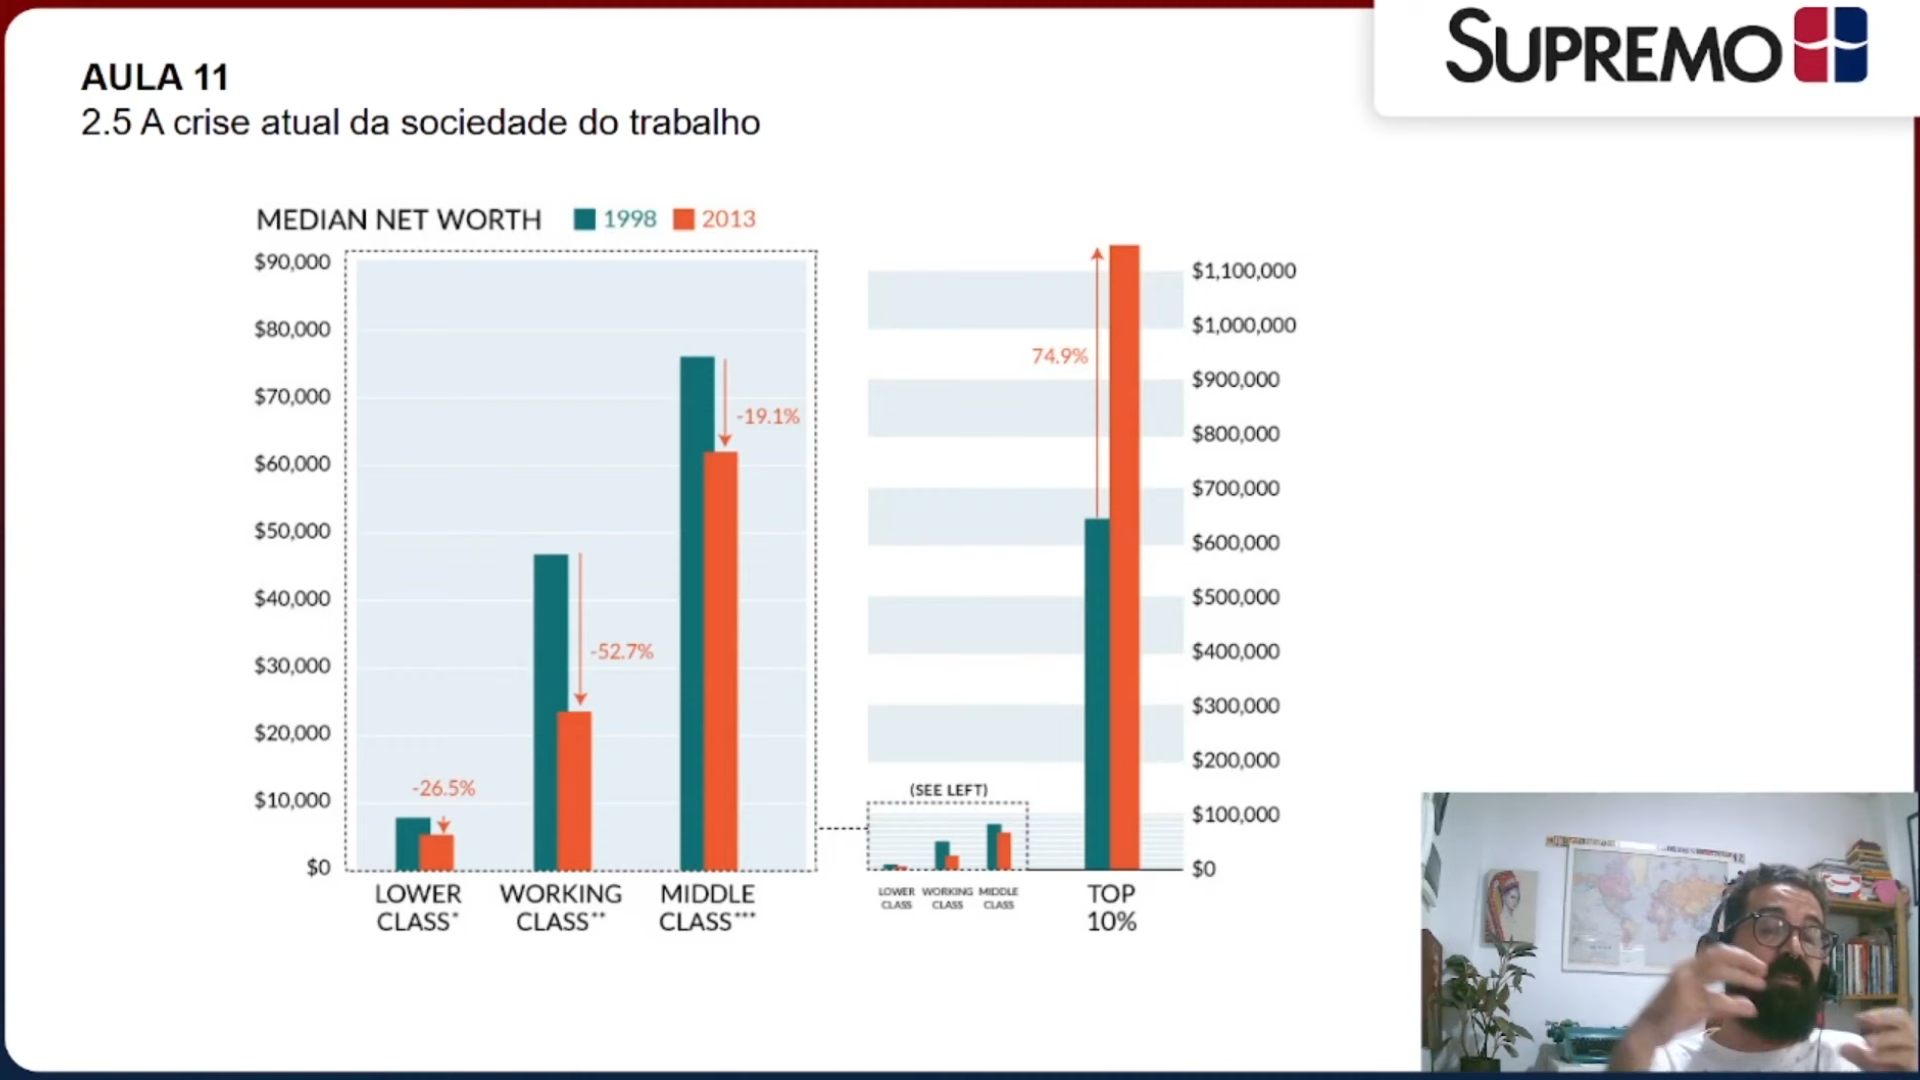 AULA 11
2.5 A crise atual da sociedade do trabalho
SUPREMO
MEDIAN NET WORTH 1998 2013
$90,000
$80,000
$70,000
$60,000
$50,000
$40,000
$30,000
$20,000
$10,000
$0
-26.5%
-52.7%
-19.1%
LOWER CLASS*
WORKING CLASS**
MIDDLE CLASS***
(SEE LEFT)
LOWER CLASS
WORKING CLASS
MIDDLE CLASS
74.9%
TOP 10%
$1,100,000
$1,000,000
$900,000
$800,000
$700,000
$600,000
$500,000
$400,000
$300,000
$200,000
$100,000
$0